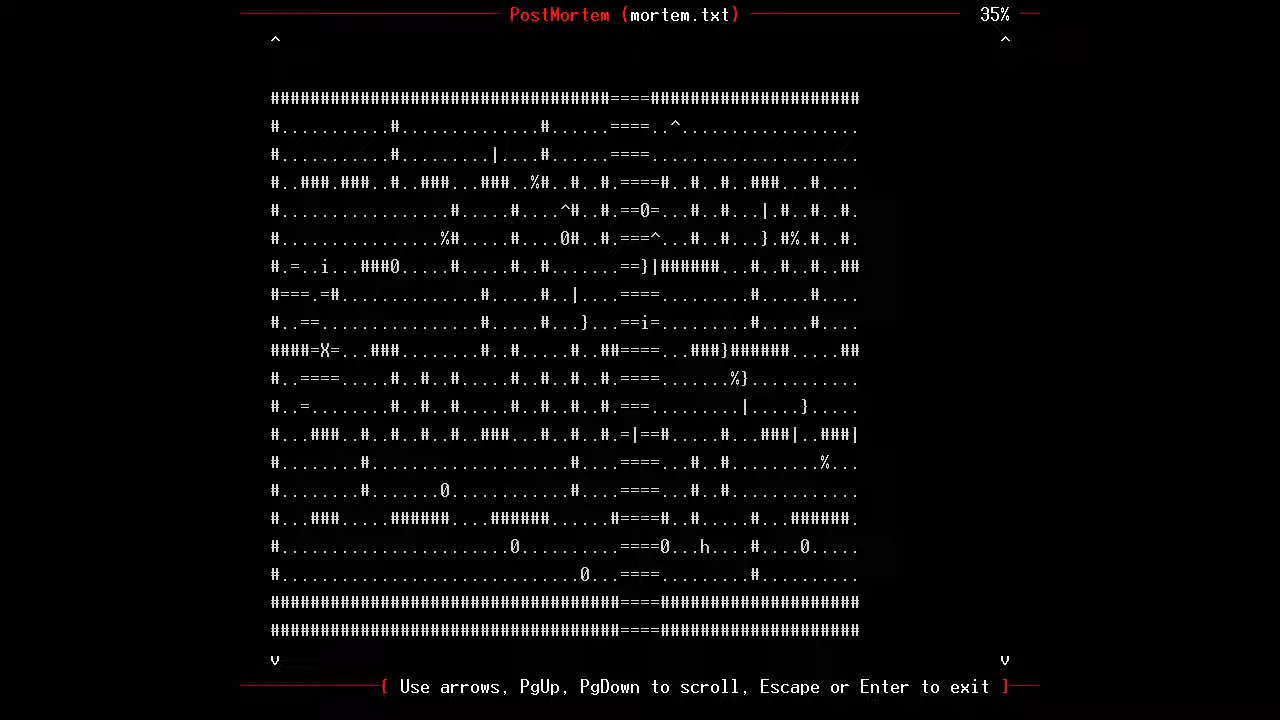 PostMortem (mortem.txt) 35%
^ ^
##################################====#####################
#...........#..............#......====..^..................
#...........#.........|....#......====.....................
#..###.###..#..###...###..%#..#..#.====#..#..#..###...#....
#.................#.....#....^#..#.==0=...#..#...|.#..#..#.
#................%#.....#....0#..#.===^...#..#...}.#%.#..#.
#.=..i...###0.....#.....#..#.......==}|######...#..#..#..##
#===.=#..............#.....#..|....====.........#.....#....
#..==................#.....#...}...==i=.........#.....#....
####=X=...###........#..#.....#..##====...###}######.....##
#..====.....#..#..#.....#..#..#..#.====.......%}...........
#..=........#..#..#.....#..#..#..#.===.........|.....}.....
#...###..#..#..#..#..###...#..#..#.=|==#.....#...###|..###|
#........#....................#....====...#..#.........%...
#........#.......0............#....====...#..#.............
#...###.....######....######......#====#..#.....#...######.
#.......................0..........====0...h....#....0.....
#..............................0...====.........#..........
###################################====####################
###################################====####################
v v
[ Use arrows, PgUp, PgDown to scroll, Escape or Enter to exit ]